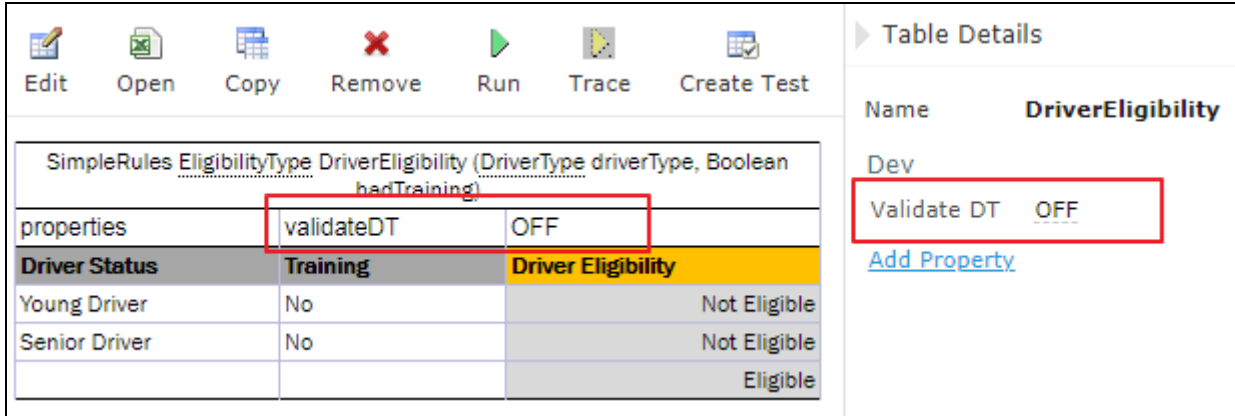 Edit Open Copy Remove Run Trace Create Test
SimpleRules EligibilityType DriverEligibility (DriverType driverType, Boolean
hadTraining)
properties validateDT OFF
Driver Status Training Driver Eligibility
Young Driver No Not Eligible
Senior Driver No Not Eligible
Eligible
Table Details
Name DriverEligibility
Dev
Validate DT OFF
Add Property